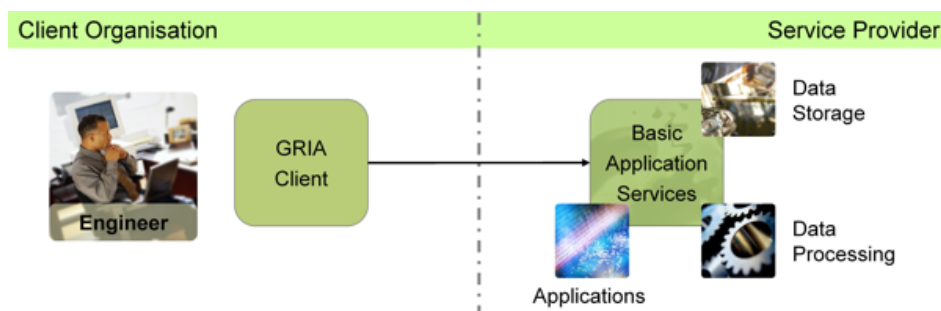 Client Organisation
Service Provider
Engineer
GRIA
Client
Basic
Application
Services
Data
Storage
Data
Processing
Applications